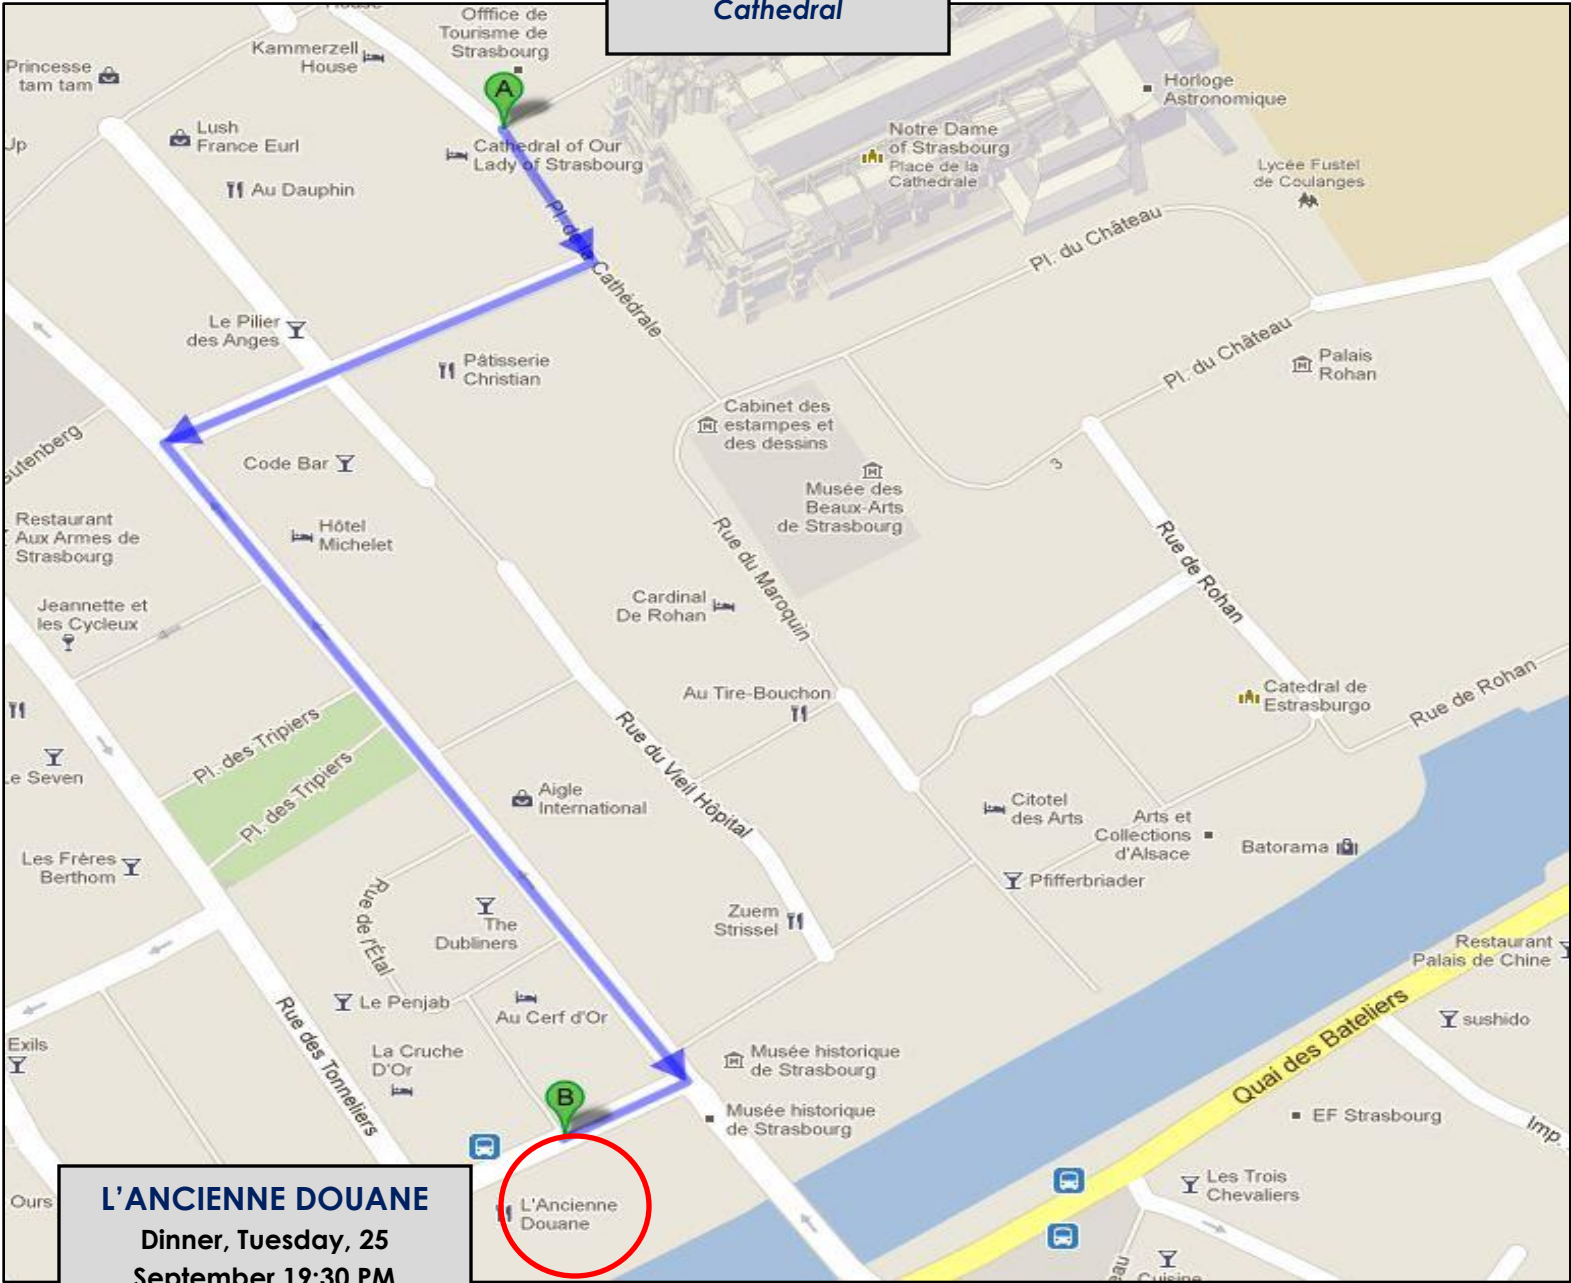 Cathedral
Offfice de
Tourisme de
Strasbourg
Kammerzell
House
Princesse
tam tam
A
Horloge
Astronomique
Lush
France Eurl
Up
Cathedral of Our
Lady of Strasbourg
Notre Dame
of Strasbourg
Place de la
Cathedrale
Lycée Fustel
de Coulanges
Au Dauphin
Pl. de la Cathédrale
Pl. du Château
Le Pilier
des Anges
Pâtisserie
Christian
Pl. du Château
Palais
Rohan
Cabinet des
estampes et
des dessins
Gutenberg
Code Bar
3
Musée des
Beaux-Arts
de Strasbourg
Restaurant
Aux Armes de
Strasbourg
Hôtel
Michelet
Rue du Maroquin
Rue de Rohan
Jeannette et
les Cycleux
Cardinal
De Rohan
Au Tire-Bouchon
Catedral de
Estrasburgo
Rue de Rohan
Pl. des Tripiers
Rue du Vieil Hôpital
Le Seven
Pl. des Tripiers
Aigle
International
Citotel
des Arts
Arts et
Collections
d'Alsace
Batorama
Les Frères
Berthom
Pfifferbriader
Rue de l'Étal
The
Dubliners
Zuem
Strissel
Restaurant
Palais de Chine
Le Penjab
Au Cerf d'Or
sushido
Rue des Tonneliers
Exils
La Cruche
D'Or
Musée historique
de Strasbourg
Quai des Bateliers
B
Musée historique
de Strasbourg
EF Strasbourg
Imp.
Ours
L'ANCIENNE DOUANE
Dinner, Tuesday, 25
September 19:30 PM
L'Ancienne
Douane
Les Trois
Chevaliers
Cuisine